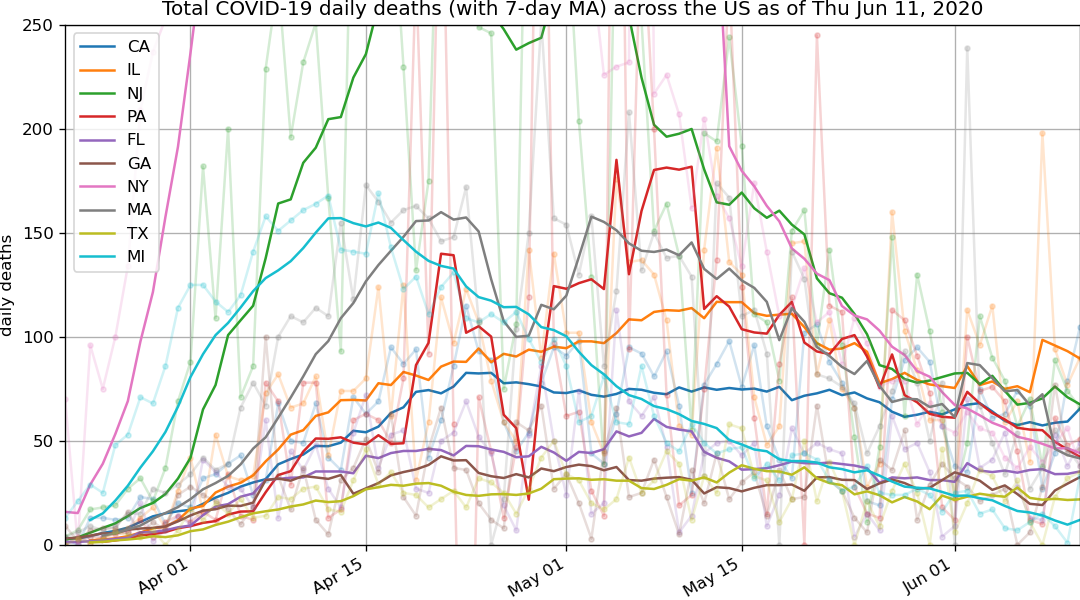 Total COVID-19 daily deaths (with 7-day MA) across the US as of Thu Jun 11, 2020
250
200
150
100
50
0
daily deaths
CA
IL
NJ
PA
FL
GA
NY
MA
TX
MI
Apr 01
Apr 15
May 01
May 15
Jun 01